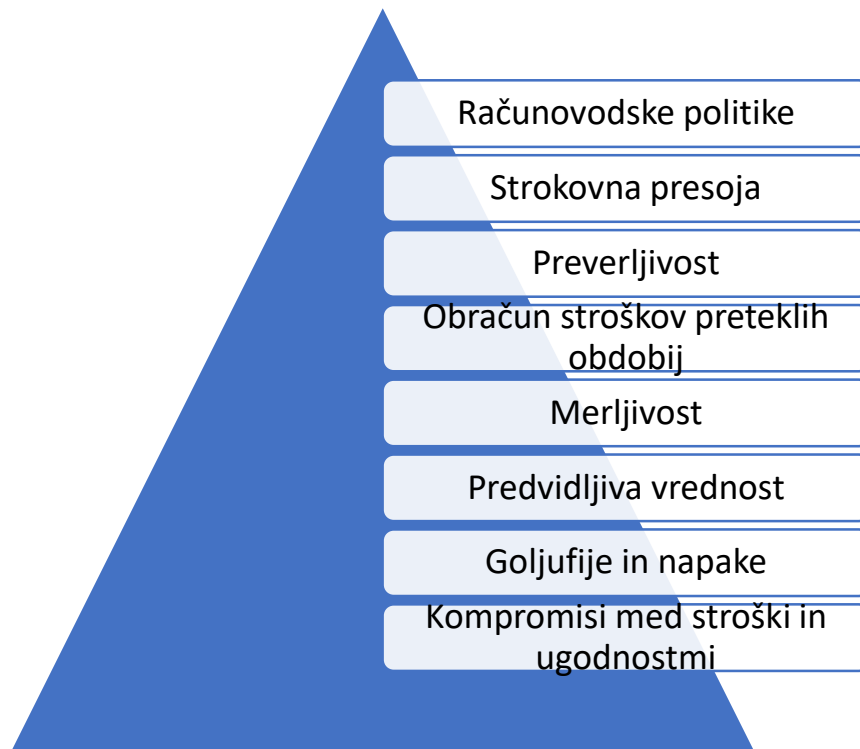 Računovodske politike
Strokovna presoja
Preverljivost
Obračun stroškov preteklih
obdobij
Merljivost
Predvidljiva vrednost
Goljufije in napake
Kompromisi med stroški in
ugodnostmi